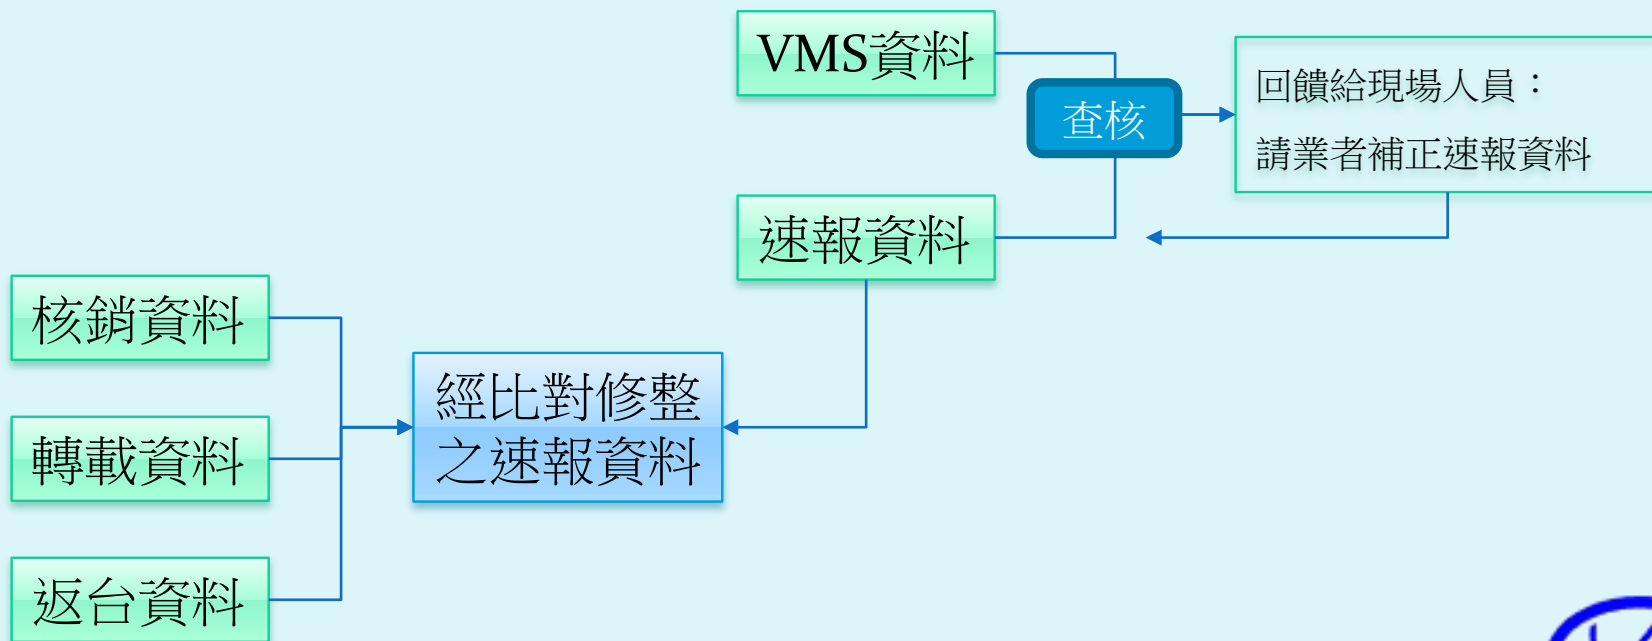 VMS資料
查核
回饋給現場人員：
請業者補正速報資料
速報資料
核銷資料
轉載資料
返台資料
經比對修整
之速報資料